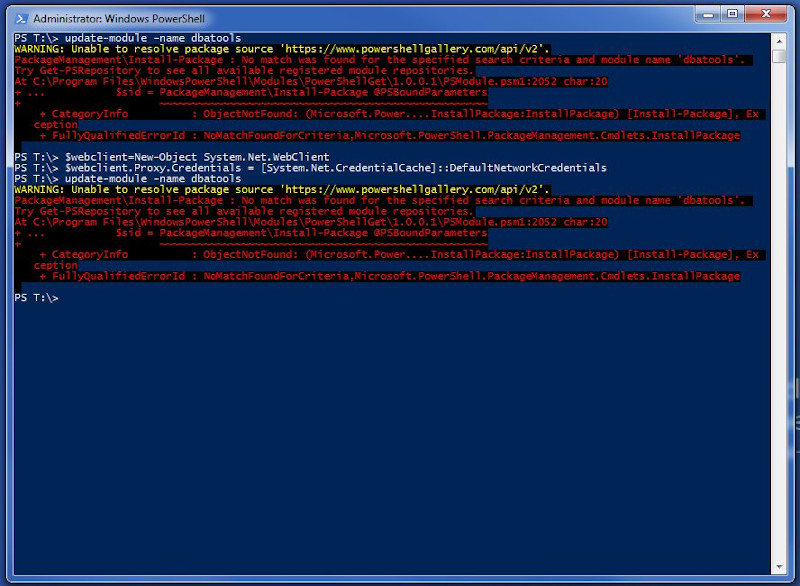 Administrator: Windows PowerShell
PS T:\> update-module -name dbatools
WARNING: Unable to resolve package source 'https://www.powershellgallery.com/api/v2'.
PackageManagement\Install-Package : No match was found for the specified search criteria and module name 'dbatools'.
Try Get-PSRepository to see all available registered module repositories.
At C:\Program Files\WindowsPowerShell\Modules\PowerShellGet\1.0.0.1\PSModule.psm1:2052 char:20
+ ...          $sid = PackageManagement\Install-Package @PSBoundParameters
+                     ~~~~~~~~~~~~~~~~~~~~~~~~~~~~~~~~~~~~~~~~~~~~~~~~~~~~
    + CategoryInfo          : ObjectNotFound: (Microsoft.Power....InstallPackage:InstallPackage) [Install-Package], Ex
   ception
    + FullyQualifiedErrorId : NoMatchFoundForCriteria,Microsoft.PowerShell.PackageManagement.Cmdlets.InstallPackage
PS T:\> $webclient=New-Object System.Net.WebClient
PS T:\> $webclient.Proxy.Credentials = [System.Net.CredentialCache]::DefaultNetworkCredentials
PS T:\> update-module -name dbatools
WARNING: Unable to resolve package source 'https://www.powershellgallery.com/api/v2'.
PackageManagement\Install-Package : No match was found for the specified search criteria and module name 'dbatools'.
Try Get-PSRepository to see all available registered module repositories.
At C:\Program Files\WindowsPowerShell\Modules\PowerShellGet\1.0.0.1\PSModule.psm1:2052 char:20
+ ...          $sid = PackageManagement\Install-Package @PSBoundParameters
+                     ~~~~~~~~~~~~~~~~~~~~~~~~~~~~~~~~~~~~~~~~~~~~~~~~~~~~
    + CategoryInfo          : ObjectNotFound: (Microsoft.Power....InstallPackage:InstallPackage) [Install-Package], Ex
   ception
    + FullyQualifiedErrorId : NoMatchFoundForCriteria,Microsoft.PowerShell.PackageManagement.Cmdlets.InstallPackage
PS T:\>